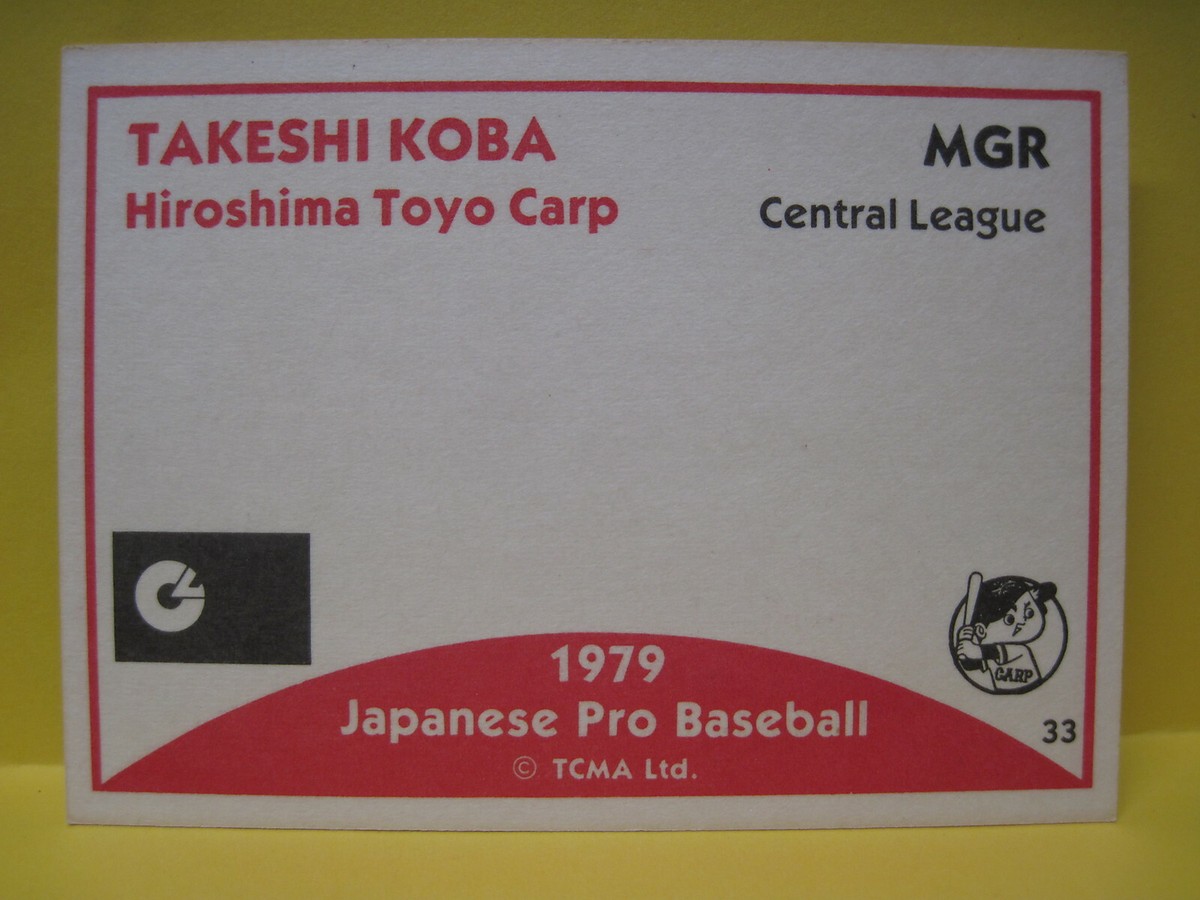 TAKESHI KOBA
MGR
Hiroshima Toyo Carp
Central League
CARP
33
1979
Japanese Pro Baseball
© TCMA Ltd.